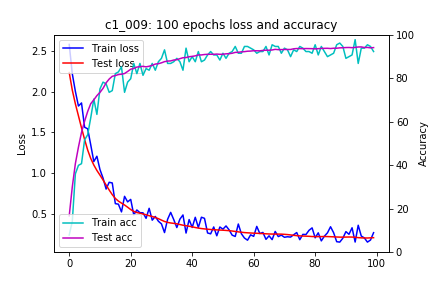 c1_009: 100 epochs loss and accuracy
Train loss
Test loss
Train acc
Test acc
Loss
Accuracy
2.5
2.0
1.5
1.0
0.5
100
80
60
40
20
0
0
20
40
60
80
100